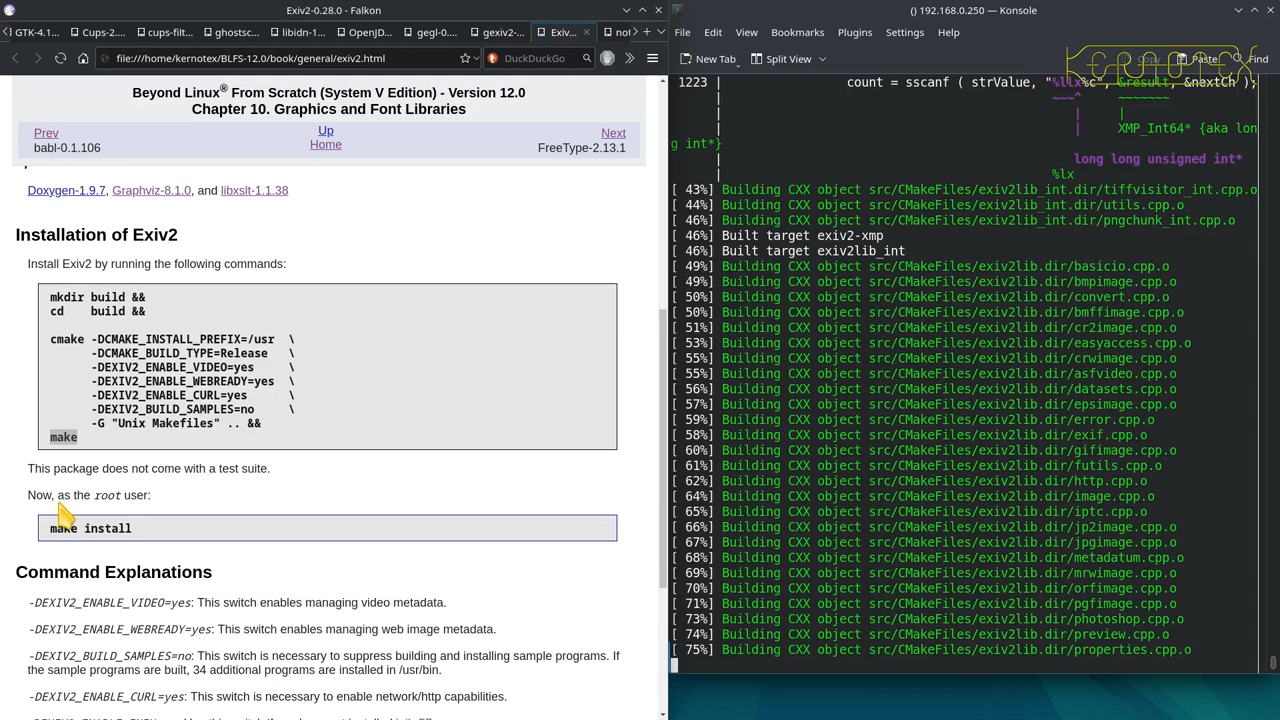 Exiv2-0.28.0 - Falkon
GTK-4.1...
Cups-2....
cups-filt...
ghostsc...
libidn-1...
OpenJD...
gegl-0....
gexiv2-...
Exiv...
not
file:///home/kernotex/BLFS-12.0/book/general/exiv2.html
DuckDuckGo
Beyond Linux® From Scratch (System V Edition) - Version 12.0
Chapter 10. Graphics and Font Libraries
Prev
Up
Next
babl-0.1.106
Home
FreeType-2.13.1
Doxygen-1.9.7, Graphviz-8.1.0, and libxslt-1.1.38
Installation of Exiv2
Install Exiv2 by running the following commands:
mkdir build &&
cd    build &&
cmake -DCMAKE_INSTALL_PREFIX=/usr  \
-DCMAKE_BUILD_TYPE=Release   \
-DEXIV2_ENABLE_VIDEO=yes     \
-DEXIV2_ENABLE_WEBREADY=yes  \
-DEXIV2_ENABLE_CURL=yes      \
-DEXIV2_BUILD_SAMPLES=no     \
-G "Unix Makefiles" .. &&
make
This package does not come with a test suite.
Now, as the root user:
make install
Command Explanations
-DEXIV2_ENABLE_VIDEO=yes: This switch enables managing video metadata.
-DEXIV2_ENABLE_WEBREADY=yes: This switch enables managing web image metadata.
-DEXIV2_BUILD_SAMPLES=no: This switch is necessary to suppress building and installing sample programs. If
the sample programs are built, 34 additional programs are installed in /usr/bin.
-DEXIV2_ENABLE_CURL=yes: This switch is necessary to enable network/http capabilities.
() 192.168.0.250 — Konsole
File Edit View Bookmarks Plugins Settings Help
New Tab Split View Copy Paste Find
Kernotex
1223 | count = sscanf ( strValue, "%llx%c", &result, &nextCh );
| ~~~^ ~~~~~~~
| | |
| | XMP_Int64* {aka lon
g int*}
| long long unsigned int*
| %lx
[ 43%] Building CXX object src/CMakeFiles/exiv2lib_int.dir/tiffvisitor_int.cpp.o
[ 44%] Building CXX object src/CMakeFiles/exiv2lib_int.dir/utils.cpp.o
[ 46%] Building CXX object src/CMakeFiles/exiv2lib_int.dir/pngchunk_int.cpp.o
[ 46%] Built target exiv2-xmp
[ 46%] Built target exiv2lib_int
[ 49%] Building CXX object src/CMakeFiles/exiv2lib.dir/basicio.cpp.o
[ 49%] Building CXX object src/CMakeFiles/exiv2lib.dir/bmpimage.cpp.o
[ 50%] Building CXX object src/CMakeFiles/exiv2lib.dir/convert.cpp.o
[ 50%] Building CXX object src/CMakeFiles/exiv2lib.dir/bmffimage.cpp.o
[ 51%] Building CXX object src/CMakeFiles/exiv2lib.dir/cr2image.cpp.o
[ 53%] Building CXX object src/CMakeFiles/exiv2lib.dir/easyaccess.cpp.o
[ 55%] Building CXX object src/CMakeFiles/exiv2lib.dir/crwimage.cpp.o
[ 55%] Building CXX object src/CMakeFiles/exiv2lib.dir/asfvideo.cpp.o
[ 56%] Building CXX object src/CMakeFiles/exiv2lib.dir/datasets.cpp.o
[ 57%] Building CXX object src/CMakeFiles/exiv2lib.dir/epsimage.cpp.o
[ 59%] Building CXX object src/CMakeFiles/exiv2lib.dir/error.cpp.o
[ 58%] Building CXX object src/CMakeFiles/exiv2lib.dir/exif.cpp.o
[ 60%] Building CXX object src/CMakeFiles/exiv2lib.dir/gifimage.cpp.o
[ 61%] Building CXX object src/CMakeFiles/exiv2lib.dir/futils.cpp.o
[ 62%] Building CXX object src/CMakeFiles/exiv2lib.dir/http.cpp.o
[ 64%] Building CXX object src/CMakeFiles/exiv2lib.dir/image.cpp.o
[ 65%] Building CXX object src/CMakeFiles/exiv2lib.dir/iptc.cpp.o
[ 66%] Building CXX object src/CMakeFiles/exiv2lib.dir/jp2image.cpp.o
[ 67%] Building CXX object src/CMakeFiles/exiv2lib.dir/jpgimage.cpp.o
[ 68%] Building CXX object src/CMakeFiles/exiv2lib.dir/metadatum.cpp.o
[ 69%] Building CXX object src/CMakeFiles/exiv2lib.dir/mrwimage.cpp.o
[ 70%] Building CXX object src/CMakeFiles/exiv2lib.dir/orfimage.cpp.o
[ 71%] Building CXX object src/CMakeFiles/exiv2lib.dir/pgfimage.cpp.o
[ 73%] Building CXX object src/CMakeFiles/exiv2lib.dir/photoshop.cpp.o
[ 74%] Building CXX object src/CMakeFiles/exiv2lib.dir/preview.cpp.o
[ 75%] Building CXX object src/CMakeFiles/exiv2lib.dir/properties.cpp.o